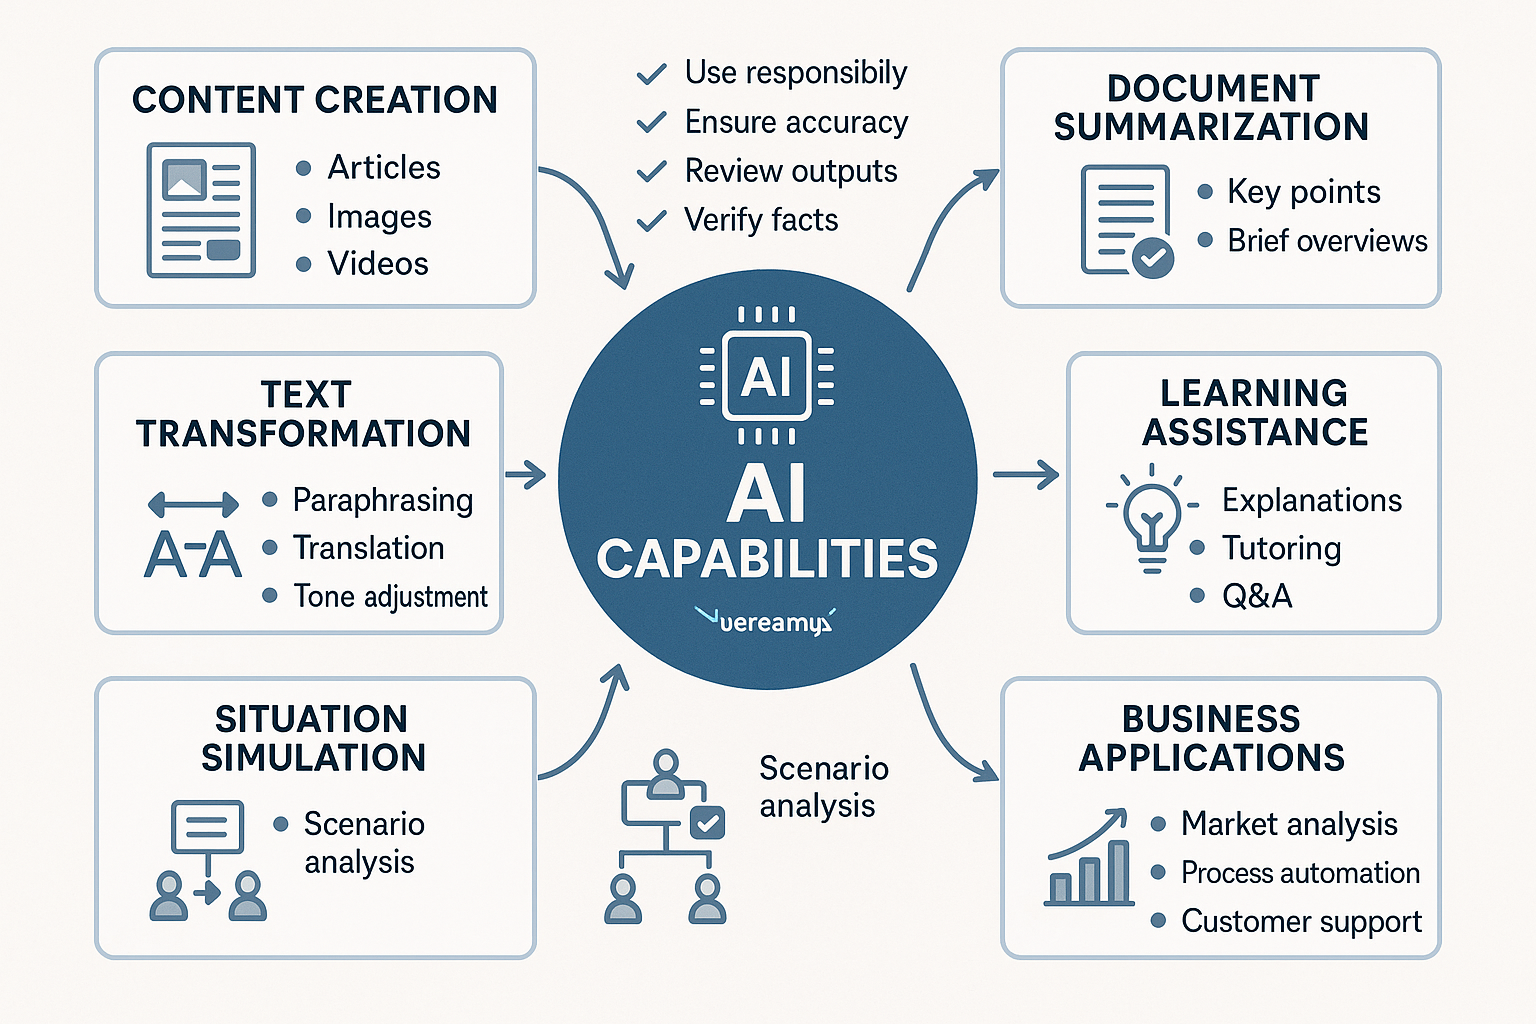 CONTENT CREATION
Articles
Images
Videos
Use responsibily
Ensure accuracy
Review outputs
Verify facts
DOCUMENT
SUMMARIZATION
Key points
Brief overviews
TEXT
TRANSFORMATION
A–A
Paraphrasing
Translation
Tone adjustment
AI
AI
CAPABILITIES
LEARNING
ASSISTANCE
Explanations
Tutoring
Q&A
SITUATION
SIMULATION
Scenario
analysis
Scenario
analysis
BUSINESS
APPLICATIONS
Market analysis
Process automation
Customer support